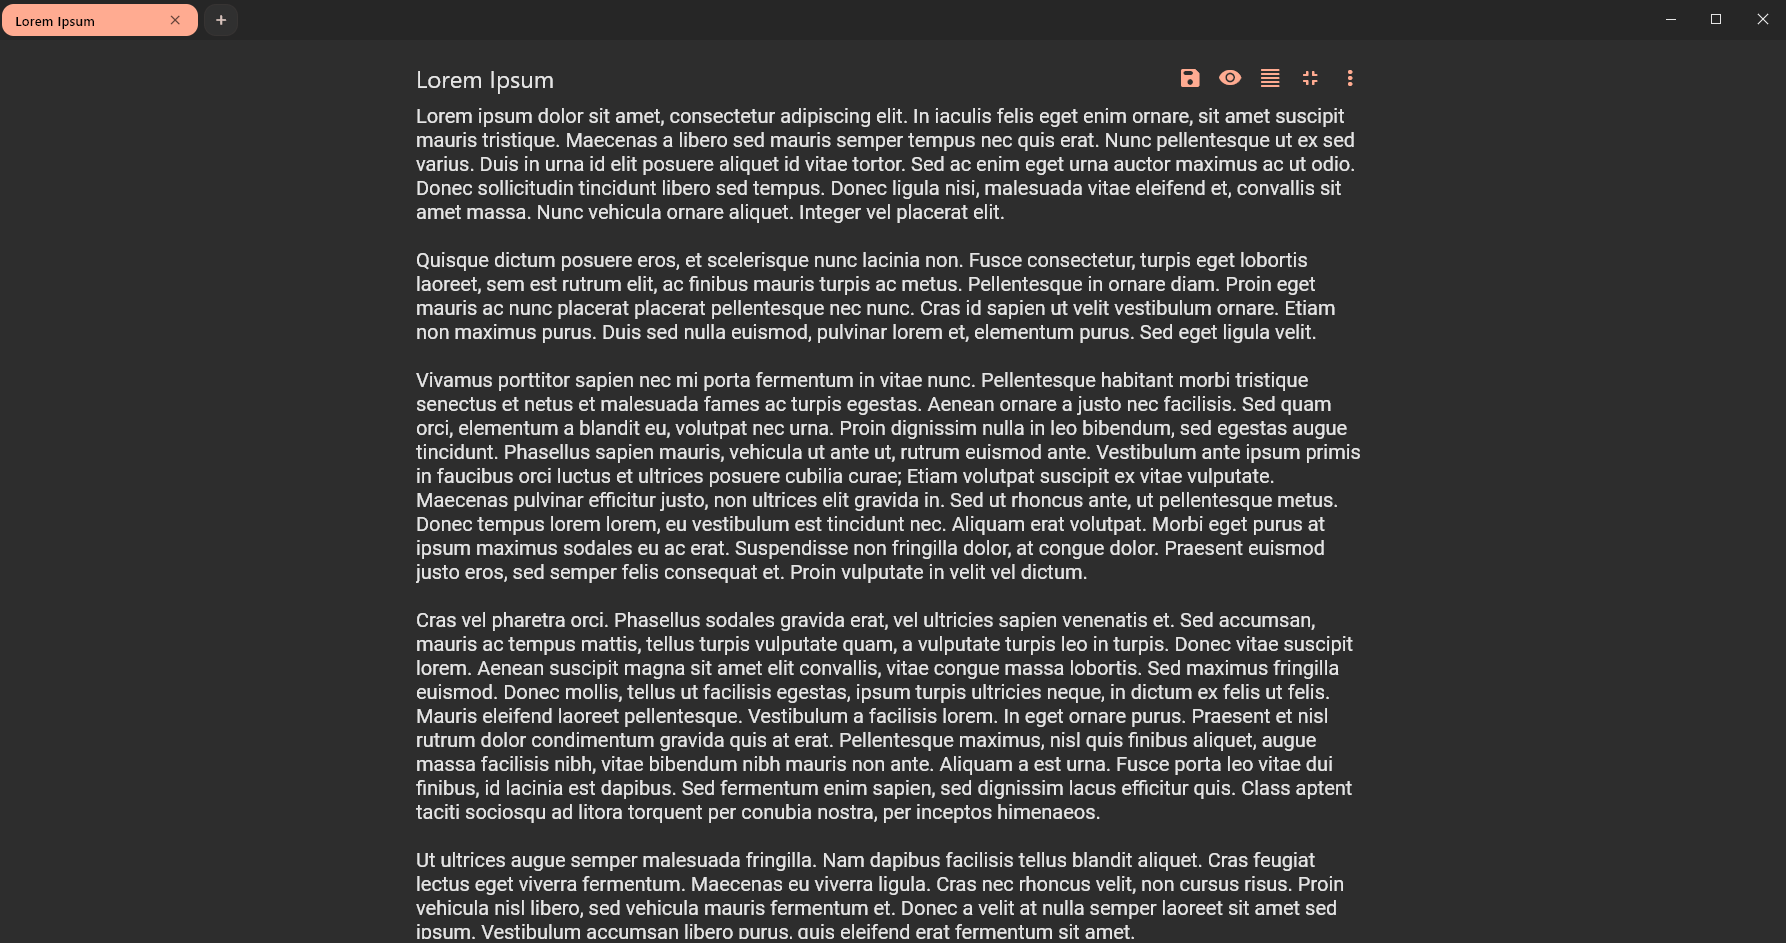 Lorem Ipsum
Lorem Ipsum
Lorem ipsum dolor sit amet, consectetur adipiscing elit. In iaculis felis eget enim ornare, sit amet suscipit
mauris tristique. Maecenas a libero sed mauris semper tempus nec quis erat. Nunc pellentesque ut ex sed
varius. Duis in urna id elit posuere aliquet id vitae tortor. Sed ac enim eget urna auctor maximus ac ut odio.
Donec sollicitudin tincidunt libero sed tempus. Donec ligula nisi, malesuada vitae eleifend et, convallis sit
amet massa. Nunc vehicula ornare aliquet. Integer vel placerat elit.
Quisque dictum posuere eros, et scelerisque nunc lacinia non. Fusce consectetur, turpis eget lobortis
laoreet, sem est rutrum elit, ac finibus mauris turpis ac metus. Pellentesque in ornare diam. Proin eget
mauris ac nunc placerat placerat pellentesque nec nunc. Cras id sapien ut velit vestibulum ornare. Etiam
non maximus purus. Duis sed nulla euismod, pulvinar lorem et, elementum purus. Sed eget ligula velit.
Vivamus porttitor sapien nec mi porta fermentum in vitae nunc. Pellentesque habitant morbi tristique
senectus et netus et malesuada fames ac turpis egestas. Aenean ornare a justo nec facilisis. Sed quam
orci, elementum a blandit eu, volutpat nec urna. Proin dignissim nulla in leo bibendum, sed egestas augue
tincidunt. Phasellus sapien mauris, vehicula ut ante ut, rutrum euismod ante. Vestibulum ante ipsum primis
in faucibus orci luctus et ultrices posuere cubilia curae; Etiam volutpat suscipit ex vitae vulputate.
Maecenas pulvinar efficitur justo, non ultrices elit gravida in. Sed ut rhoncus ante, ut pellentesque metus.
Donec tempus lorem lorem, eu vestibulum est tincidunt nec. Aliquam erat volutpat. Morbi eget purus at
ipsum maximus sodales eu ac erat. Suspendisse non fringilla dolor, at congue dolor. Praesent euismod
justo eros, sed semper felis consequat et. Proin vulputate in velit vel dictum.
Cras vel pharetra orci. Phasellus sodales gravida erat, vel ultricies sapien venenatis et. Sed accumsan,
mauris ac tempus mattis, tellus turpis vulputate quam, a vulputate turpis leo in turpis. Donec vitae suscipit
lorem. Aenean suscipit magna sit amet elit convallis, vitae congue massa lobortis. Sed maximus fringilla
euismod. Donec mollis, tellus ut facilisis egestas, ipsum turpis ultricies neque, in dictum ex felis ut felis.
Mauris eleifend laoreet pellentesque. Vestibulum a facilisis lorem. In eget ornare purus. Praesent et nisl
rutrum dolor condimentum gravida quis at erat. Pellentesque maximus, nisl quis finibus aliquet, augue
massa facilisis nibh, vitae bibendum nibh mauris non ante. Aliquam a est urna. Fusce porta leo vitae dui
finibus, id lacinia est dapibus. Sed fermentum enim sapien, sed dignissim lacus efficitur quis. Class aptent
taciti sociosqu ad litora torquent per conubia nostra, per inceptos himenaeos.
Ut ultrices augue semper malesuada fringilla. Nam dapibus facilisis tellus blandit aliquet. Cras feugiat
lectus eget viverra fermentum. Maecenas eu viverra ligula. Cras nec rhoncus velit, non cursus risus. Proin
vehicula nisl libero, sed vehicula mauris fermentum et. Donec a velit at nulla semper laoreet sit amet sed
ipsum. Vestibulum accumsan libero purus, quis eleifend erat fermentum sit amet.